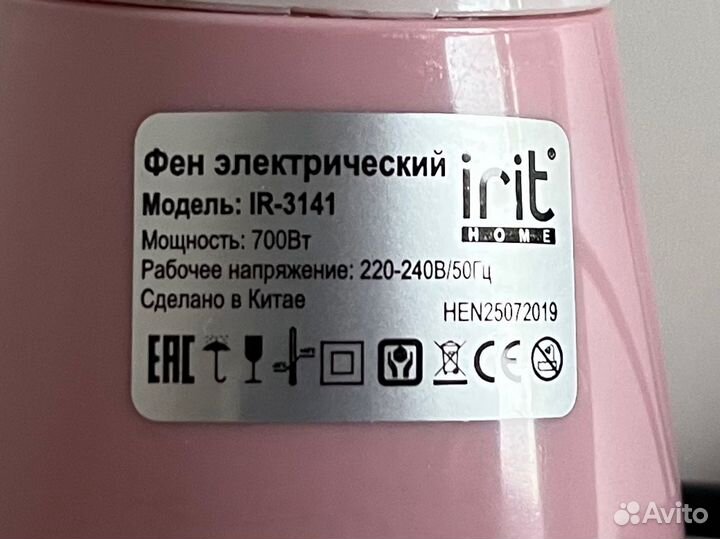 Фен электрический
Модель: IR-3141
irit®
HOME
Мощность: 700Вт
Рабочее напряжение: 220-240В/50Гц
Сделано в Китае
HEN25072019
EAC
CE
Avito